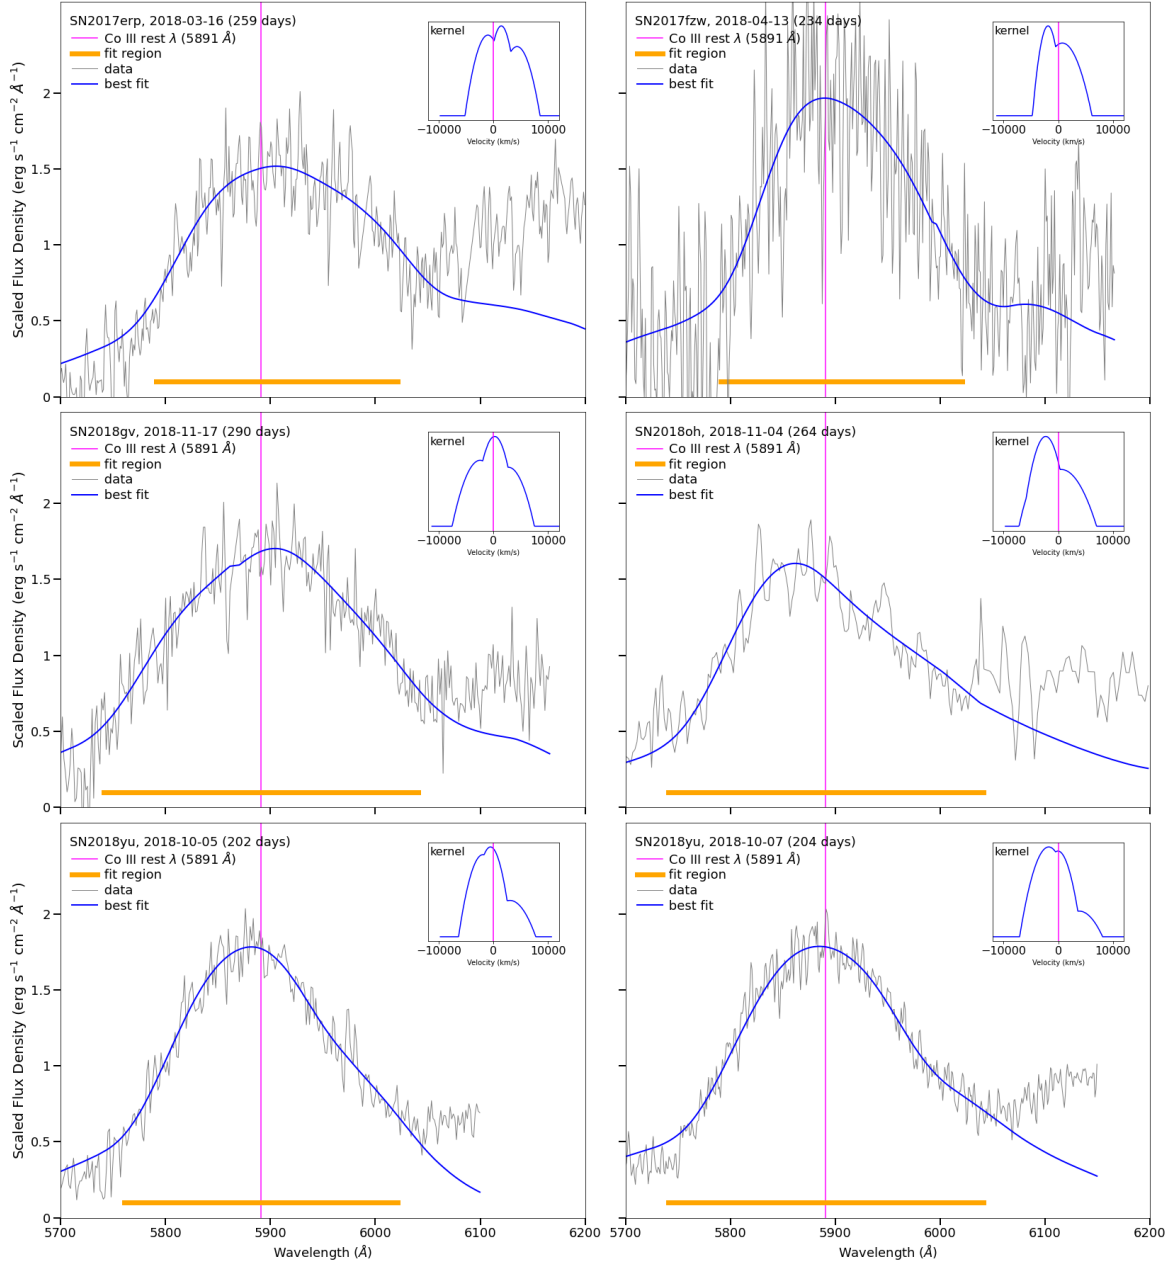 SN2017erp, 2018-03-16 (259 days)
Co III rest λ (5891 Å)
fit region
data
best fit
kernel
−10000 0 10000
Velocity (km/s)
Scaled Flux Density (erg s⁻¹ cm⁻² Å⁻¹)
2
1.5
1
0.5
0
SN2017fzw, 2018-04-13 (234 days)
Co III rest λ (5891 Å)
fit region
data
best fit
kernel
−10000 0 10000
Velocity (km/s)
SN2018gv, 2018-11-17 (290 days)
Co III rest λ (5891 Å)
fit region
data
best fit
kernel
−10000 0 10000
Velocity (km/s)
Scaled Flux Density (erg s⁻¹ cm⁻² Å⁻¹)
2
1.5
1
0.5
0
SN2018oh, 2018-11-04 (264 days)
Co III rest λ (5891 Å)
fit region
data
best fit
kernel
−10000 0 10000
Velocity (km/s)
SN2018yu, 2018-10-05 (202 days)
Co III rest λ (5891 Å)
fit region
data
best fit
kernel
−10000 0 10000
Velocity (km/s)
Scaled Flux Density (erg s⁻¹ cm⁻² Å⁻¹)
2
1.5
1
0.5
0
5700 5800 5900 6000 6100 6200
Wavelength (Å)
SN2018yu, 2018-10-07 (204 days)
Co III rest λ (5891 Å)
fit region
data
best fit
kernel
−10000 0 10000
Velocity (km/s)
5700 5800 5900 6000 6100 6200
Wavelength (Å)